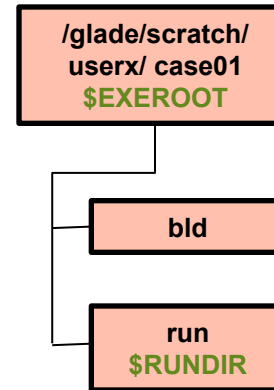 /glade/scratch/
userx/ case01
$EXEROOT
bld
run
$RUNDIR